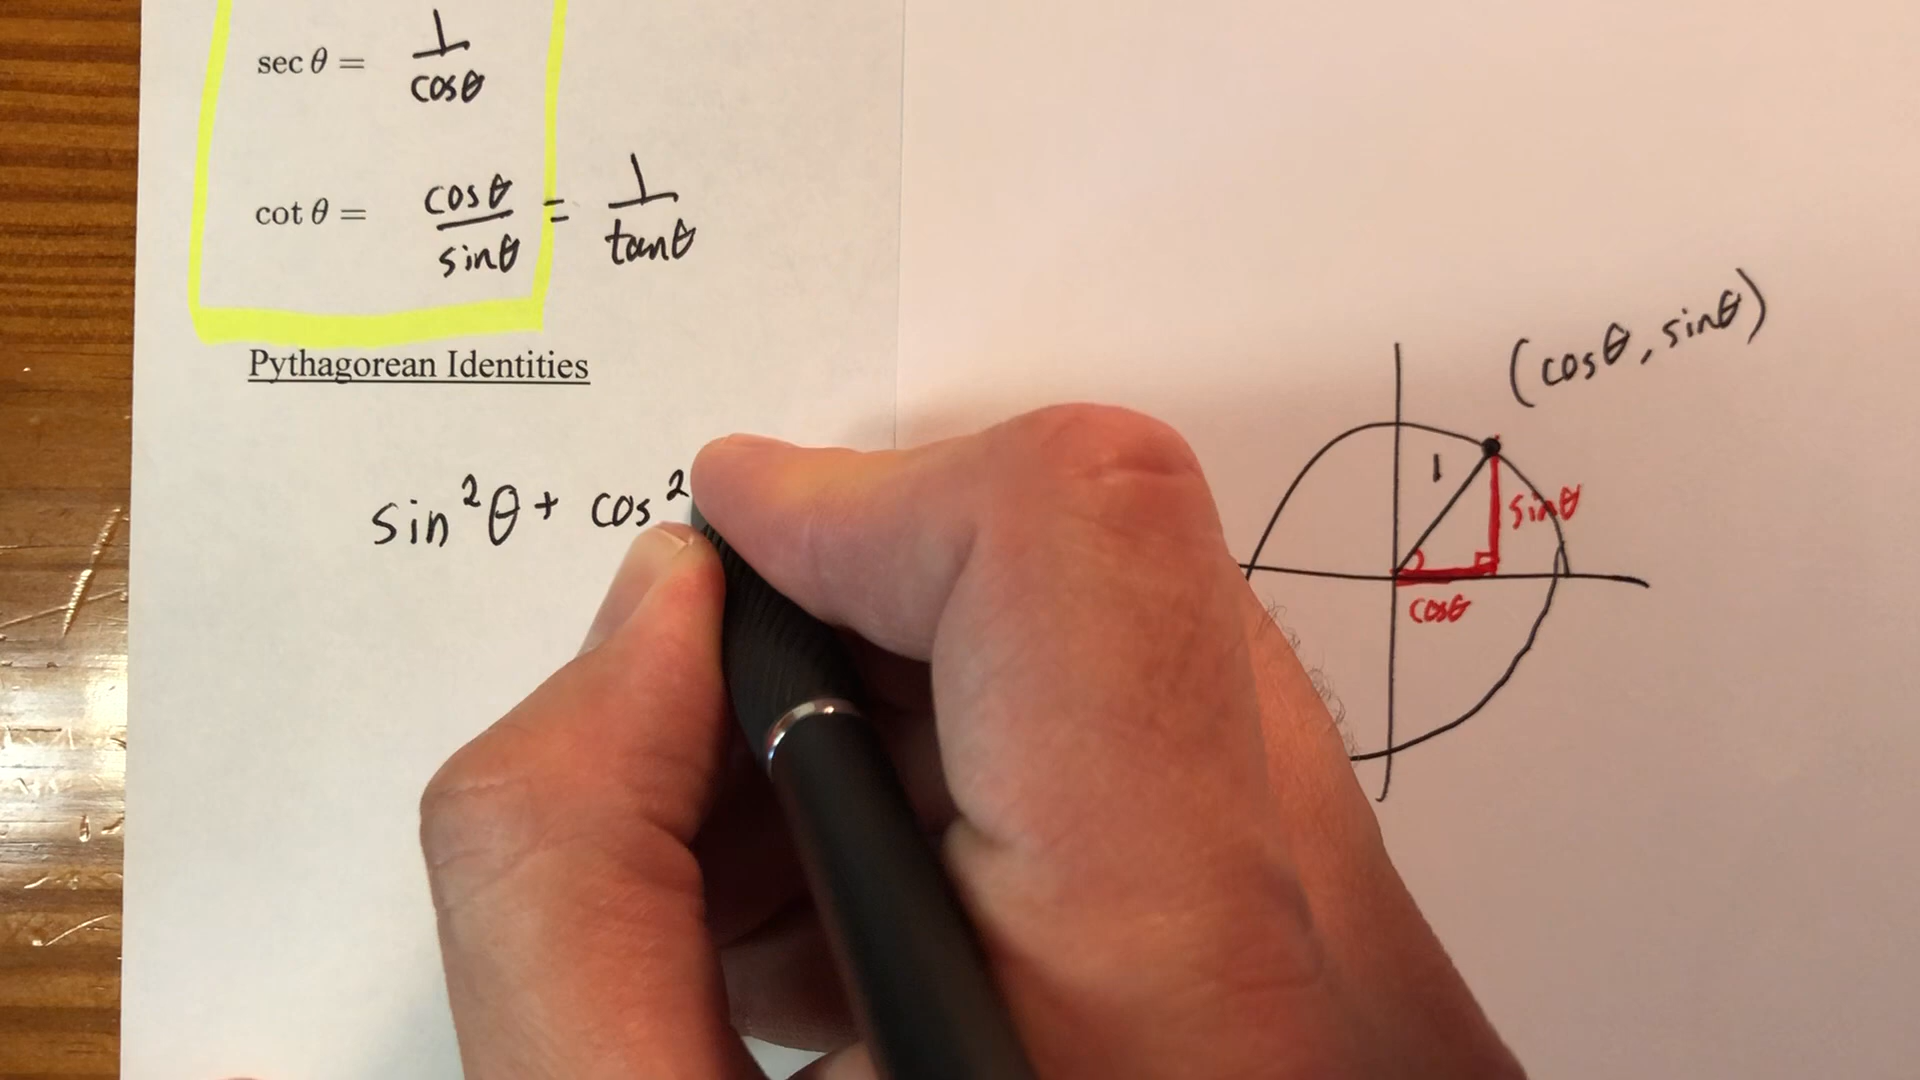 sec θ = 1/cosθ
cot θ = cosθ/sinθ = 1/tanθ
Pythagorean Identities
sin²θ + cos²
(cosθ, sinθ)
1
sinθ
cosθ